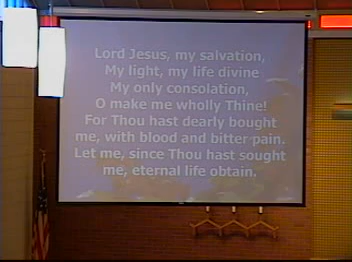 Lord Jesus, my salvation,
My light, my life divine
My only consolation,
O make me wholly Thine!
For Thou hast dearly bought
me, with blood and bitter pain.
Let me, since Thou hast sought
me, eternal life obtain.